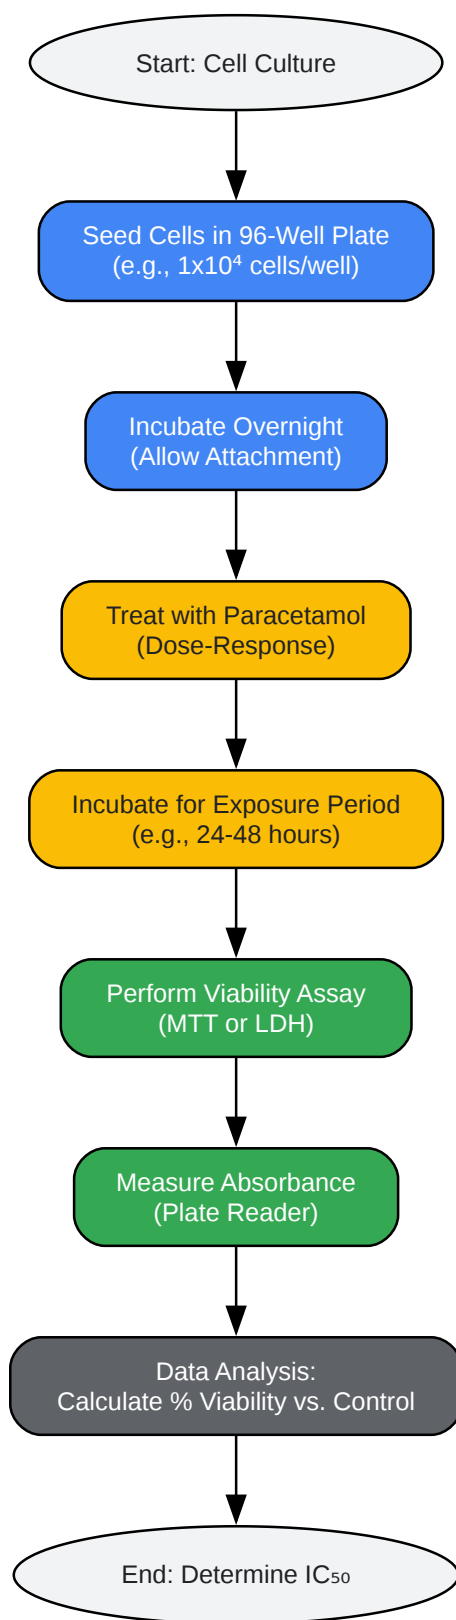 Start: Cell Culture
Seed Cells in 96-Well Plate
(e.g., 1x10⁴ cells/well)
Incubate Overnight
(Allow Attachment)
Treat with Paracetamol
(Dose-Response)
Incubate for Exposure Period
(e.g., 24-48 hours)
Perform Viability Assay
(MTT or LDH)
Measure Absorbance
(Plate Reader)
Data Analysis:
Calculate % Viability vs. Control
End: Determine IC₅₀